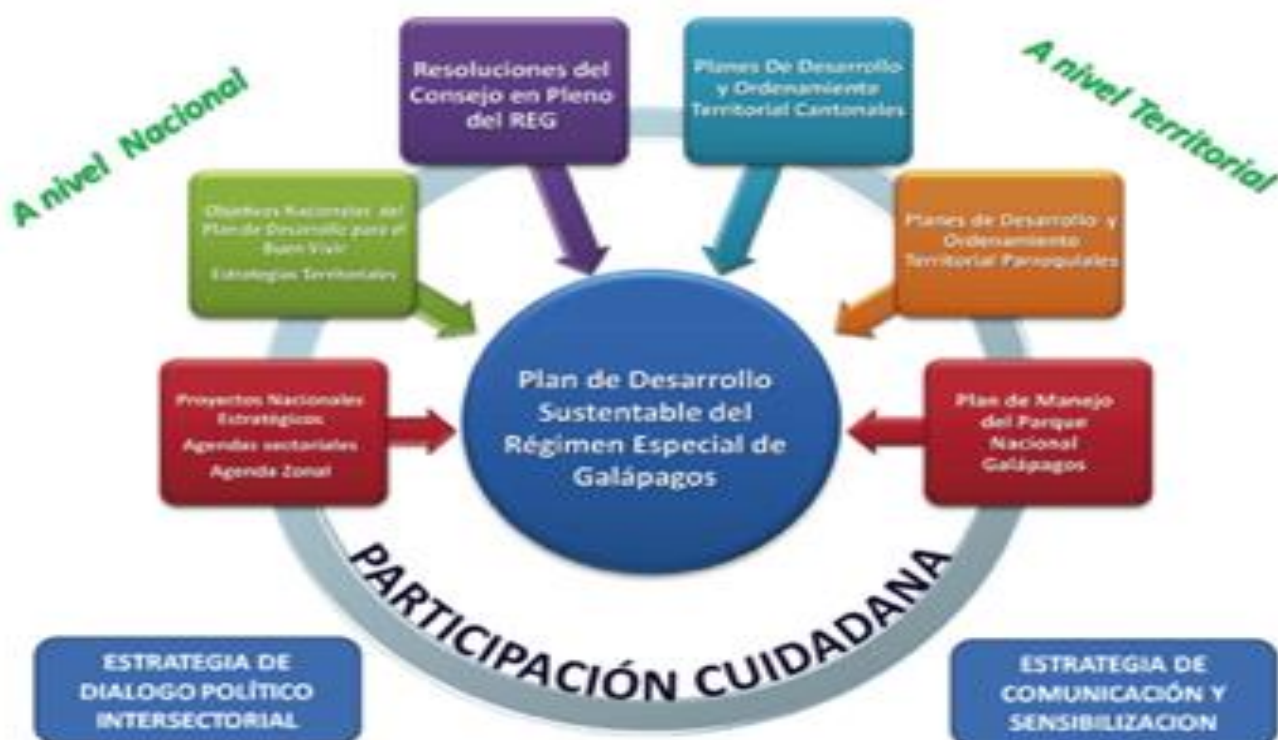 A nivel Nacional
A nivel Territorial
Resoluciones del
Consejo en Pleno
del REG
Planes De Desarrollo
y Ordenamiento
Territorial Cantonales
Objetivos Nacionales del
Plan de Desarrollo para el
Buen Vivir
Estrategias Territoriales
Planes de Desarrollo y
Ordenamiento
Territorial Parroquiales
Proyectos Nacionales
Estratégicos.
Agendas sectoriales
Agenda Zonal
Plan de Desarrollo
Sustentable del
Régimen Especial de
Galápagos
Plan de Manejo
del Parque
Nacional
Galápagos
PARTICIPACIÓN CUIDADANA
ESTRATEGIA DE
DIALOGO POLÍTICO
INTERSECTORIAL
ESTRATEGIA DE
COMUNICACIÓN Y
SENSIBILIZACION